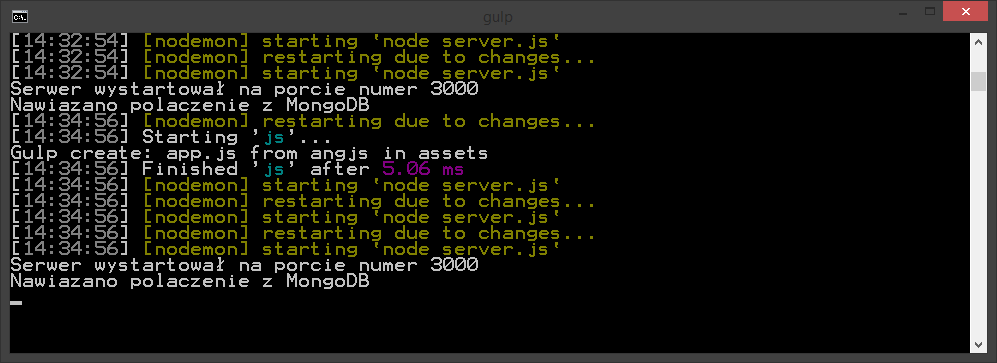 gulp
[14:32:54] [nodemon] starting 'node server.js'
[14:32:54] [nodemon] restarting due to changes...
[14:32:54] [nodemon] starting 'node server.js'
Serwer wystartował na porcie numer 3000
Nawiazano polaczenie z MongoDB
[14:34:56] [nodemon] restarting due to changes...
[14:34:56] Starting 'js'...
Gulp create: app.js from angjs in assets
[14:34:56] Finished 'js' after 5.06 ms
[14:34:56] [nodemon] starting 'node server.js'
[14:34:56] [nodemon] restarting due to changes...
[14:34:56] [nodemon] starting 'node server.js'
[14:34:56] [nodemon] restarting due to changes...
[14:34:56] [nodemon] starting 'node server.js'
Serwer wystartował na porcie numer 3000
Nawiazano polaczenie z MongoDB